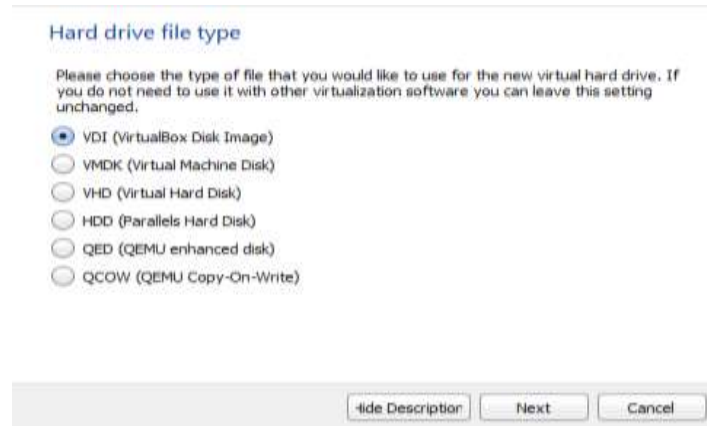 Hard drive file type
Please choose the type of file that you would like to use for the new virtual hard drive. If
you do not need to use it with other virtualization software you can leave this setting
unchanged.
VDI (VirtualBox Disk Image)
VMDK (Virtual Machine Disk)
VHD (Virtual Hard Disk)
HDD (Parallels Hard Disk)
QED (QEMU enhanced disk)
QCOW (QEMU Copy-On-Write)
Hide Description Next Cancel